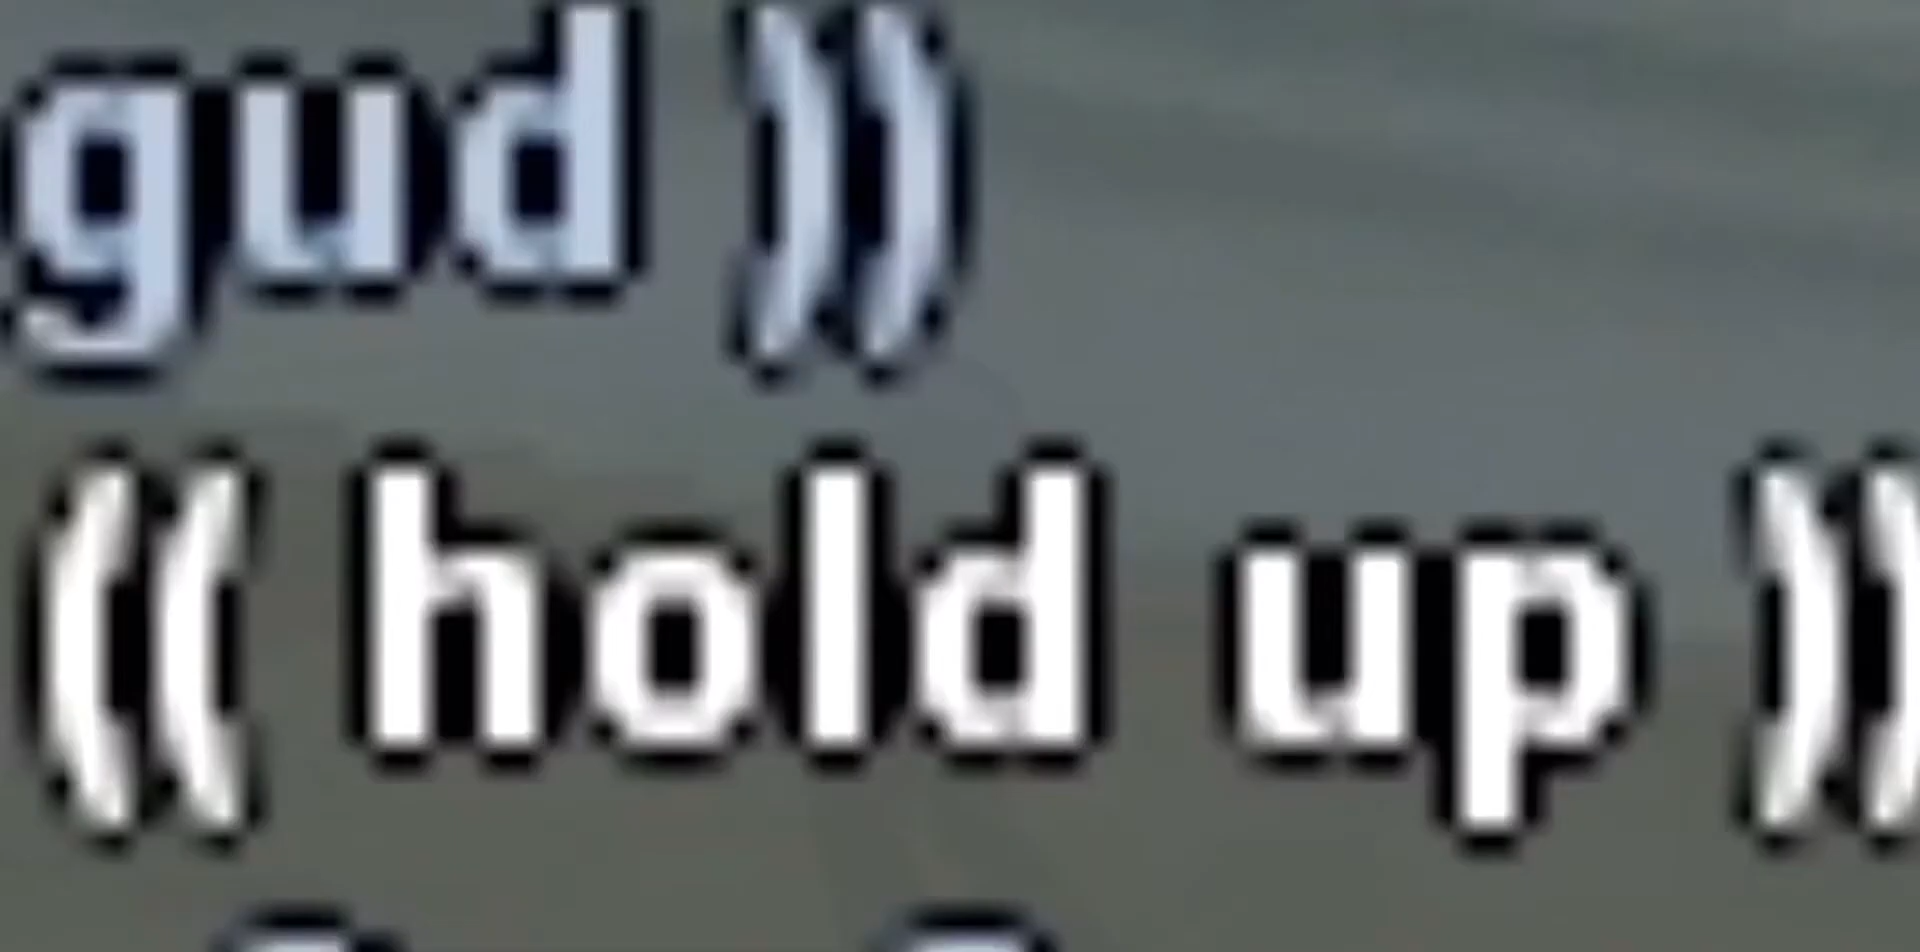 gud ))
(( hold up ))